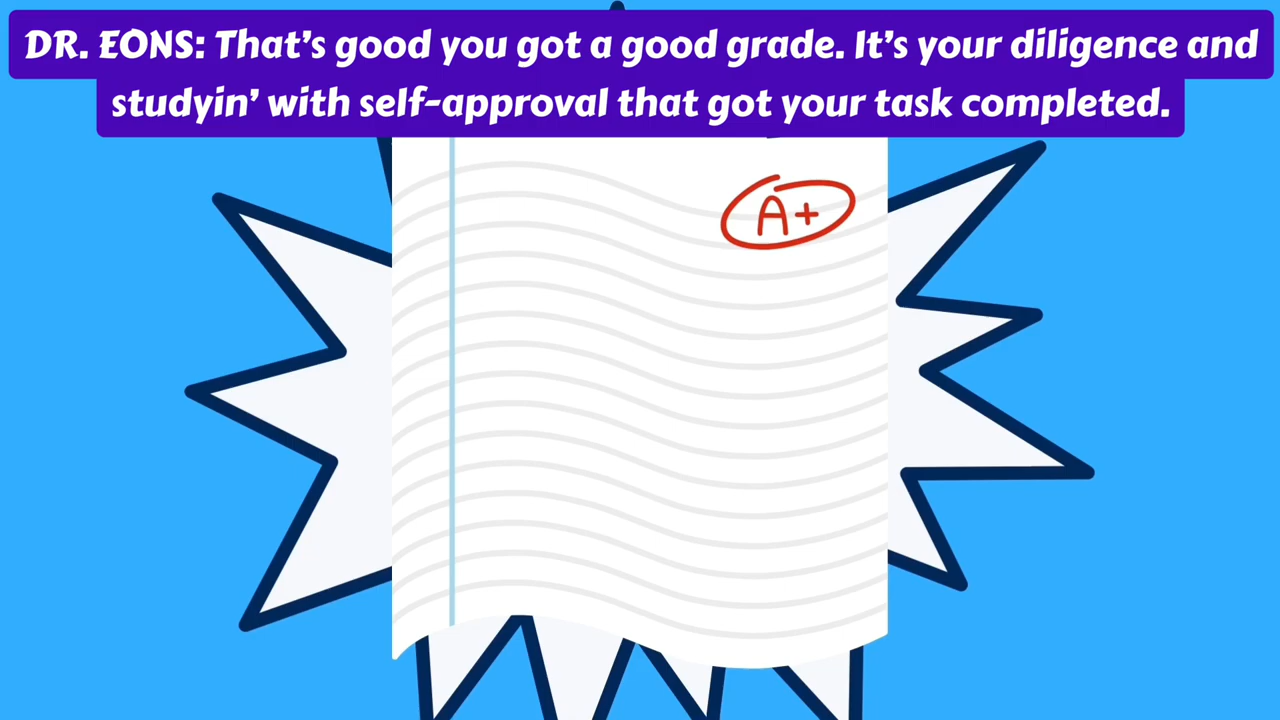 DR. EONS: That's good you got a good grade. It's your diligence and
studyin' with self-approval that got your task completed.
A+